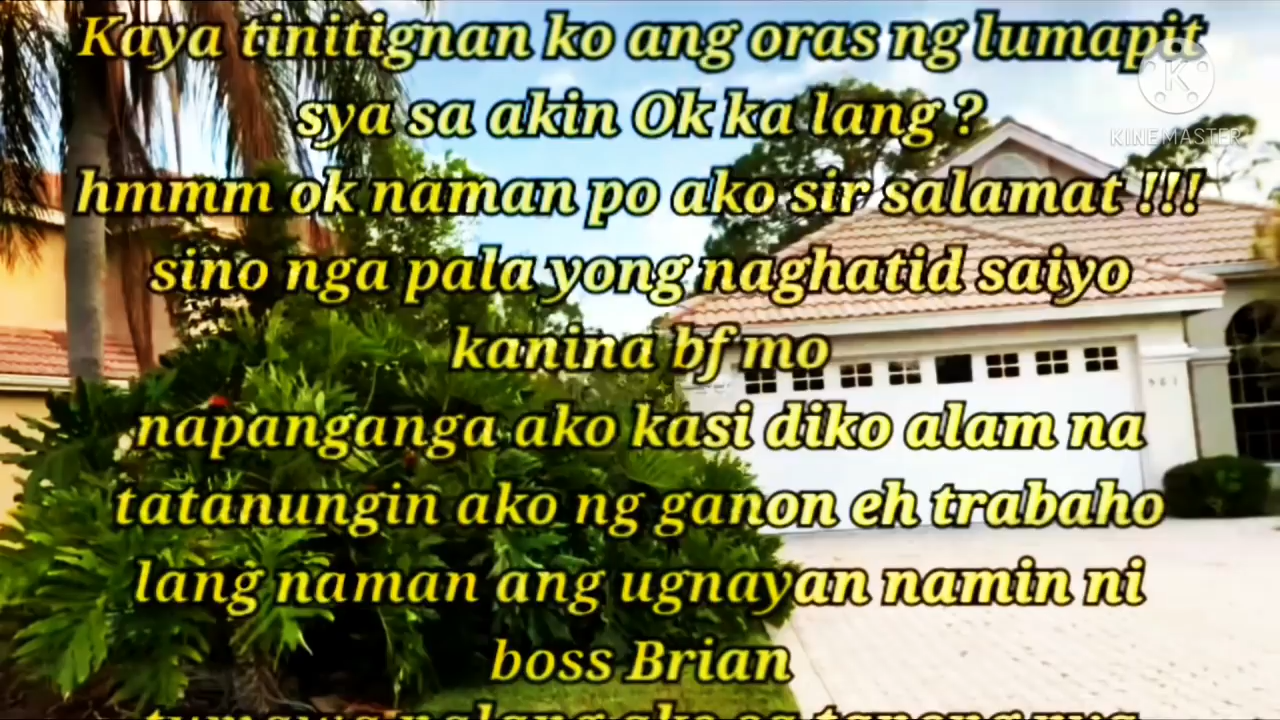 Kaya tinitignan ko ang oras ng lumapit
sya sa akin Ok ka lang ?
hmmm ok naman po ako sir salamat !!!
sino nga pala yong naghatid saiyo
kanina bf mo
napanganga ako kasi diko alam na
tatanungin ako ng ganon eh trabaho
lang naman ang ugnayan namin ni
boss Brian
K
KINEMASTER